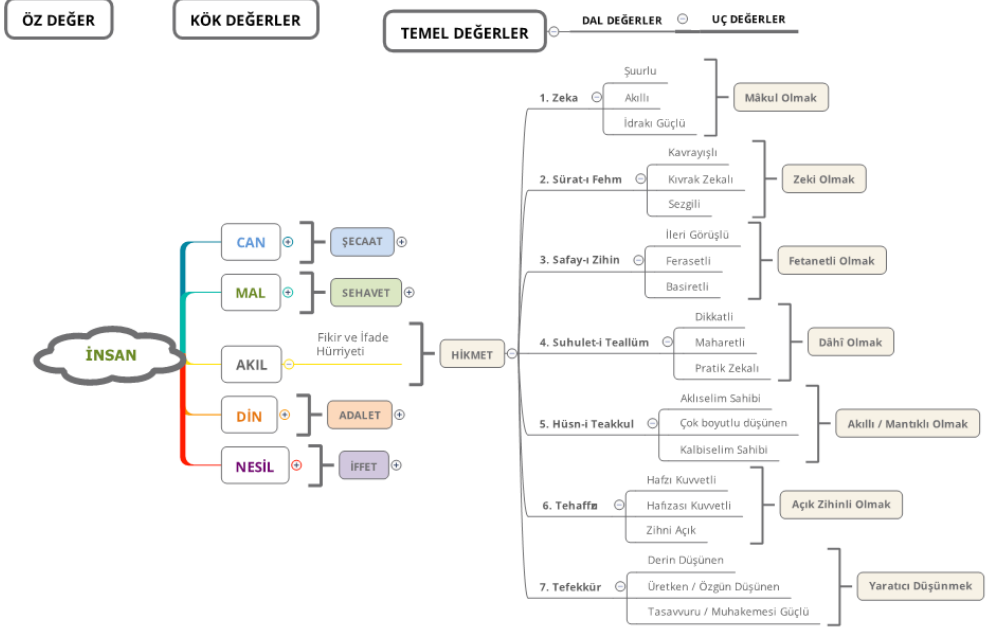 ÖZ DEĞER
KÖK DEĞERLER
TEMEL DEĞERLER
DAL DEĞERLER
UÇ DEĞERLER
İNSAN
CAN
ŞECAAT
MAL
SEHAVET
AKIL
Fikir ve İfade
Hürriyeti
HİKMET
DİN
ADALET
NESİL
İFFET
1. Zeka
Şuurlu
Akıllı
İdrakı Güçlü
Mâkul Olmak
2. Sürat-ı Fehm
Kavrayışlı
Kıvrak Zekalı
Sezgili
Zeki Olmak
3. Safay-ı Zihin
İleri Görüşlü
Ferasetli
Basiretli
Fetanetli Olmak
4. Suhulet-i Teallüm
Dikkatli
Maharetli
Pratik Zekalı
Dâhî Olmak
5. Hüsn-i Teakkul
Aklıselim Sahibi
Çok boyutlu düşünen
Kalbiselim Sahibi
Akıllı / Mantıklı Olmak
6.
Hafzı Kuvvetli
Hafızası Kuvvetli
Zihni Açık
Açık Zihinli Olmak
7. Tefekkür
Derin Düşünen
Üretken / Özgün Düşünen
Tasavvuru / Muhakemesi Güçlü
Yaratıcı Düşünmek